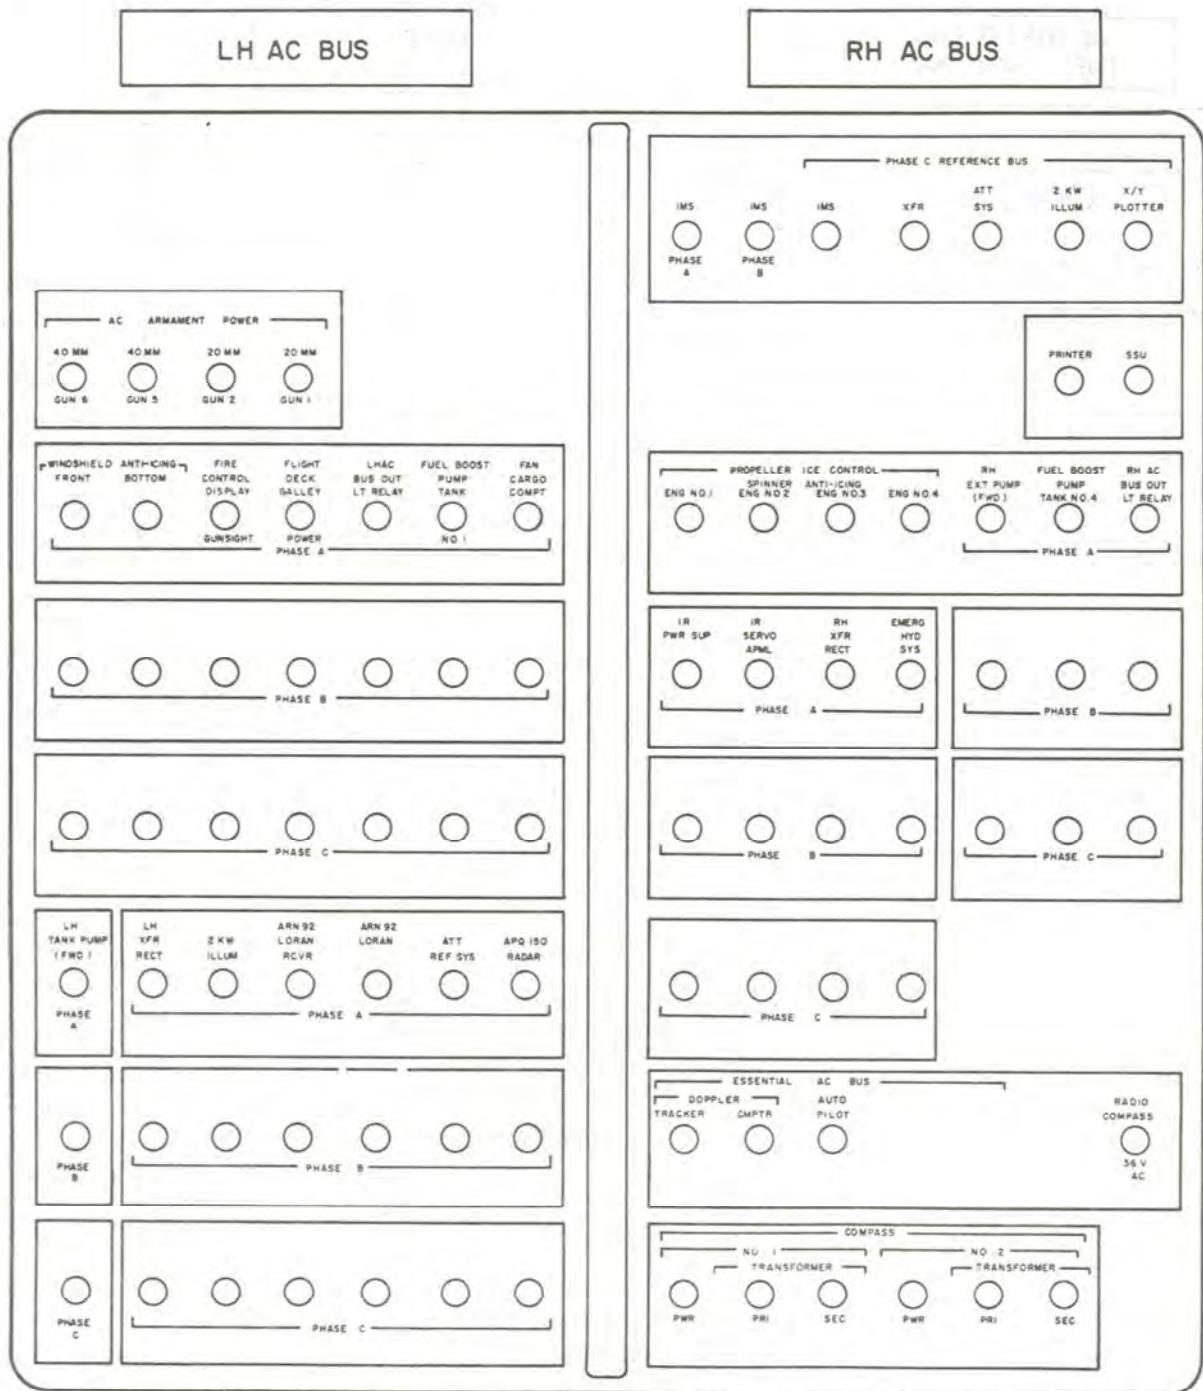 LH AC BUS
RH AC BUS
AC ARMAMENT POWER
40 MM 40 MM 20 MM 20 MM
GUN 6 GUN 5 GUN 2 GUN 1
WINDSHIELD ANTI-ICING FIRE FLIGHT LHAC FUEL BOOST FAN
FRONT BOTTOM CONTROL DECK BUS OUT PUMP CARGO
DISPLAY GALLEY LT RELAY TANK COMPT
GUNSIGHT POWER NO. 1
PHASE A
PHASE B
PHASE C
LH LH ARN 92 ARN 92
TANK PUMP XFR 2 KW LORAN LORAN ATT APQ 150
(FWD) RECT ILLUM RCVR REF SYS RADAR
PHASE
A
PHASE A
PHASE
B
PHASE B
PHASE
C
PHASE C
PHASE C REFERENCE BUS
ATT 2 KW X/Y
IMS IMS IMS XFR SYS ILLUM PLOTTER
PHASE PHASE
A B
PRINTER SSU
PROPELLER ICE CONTROL RH FUEL BOOST RH AC
SPINNER ANTI-ICING EXT PUMP PUMP BUS OUT
ENG NO.1 ENG NO.2 ENG NO.3 ENG NO.4 (FWD) TANK NO.4 LT RELAY
PHASE A
IR IR RH EMERG
PWR SUP SERVO XFR HYD
APML RECT SYS
PHASE A
PHASE B
PHASE B
PHASE C
PHASE C
ESSENTIAL AC BUS
DOPPLER AUTO RADIO
TRACKER CMPTR PILOT COMPASS
36 V
AC
COMPASS
NO. 1 NO. 2
TRANSFORMER TRANSFORMER
PWR PRI SEC PWR PRI SEC